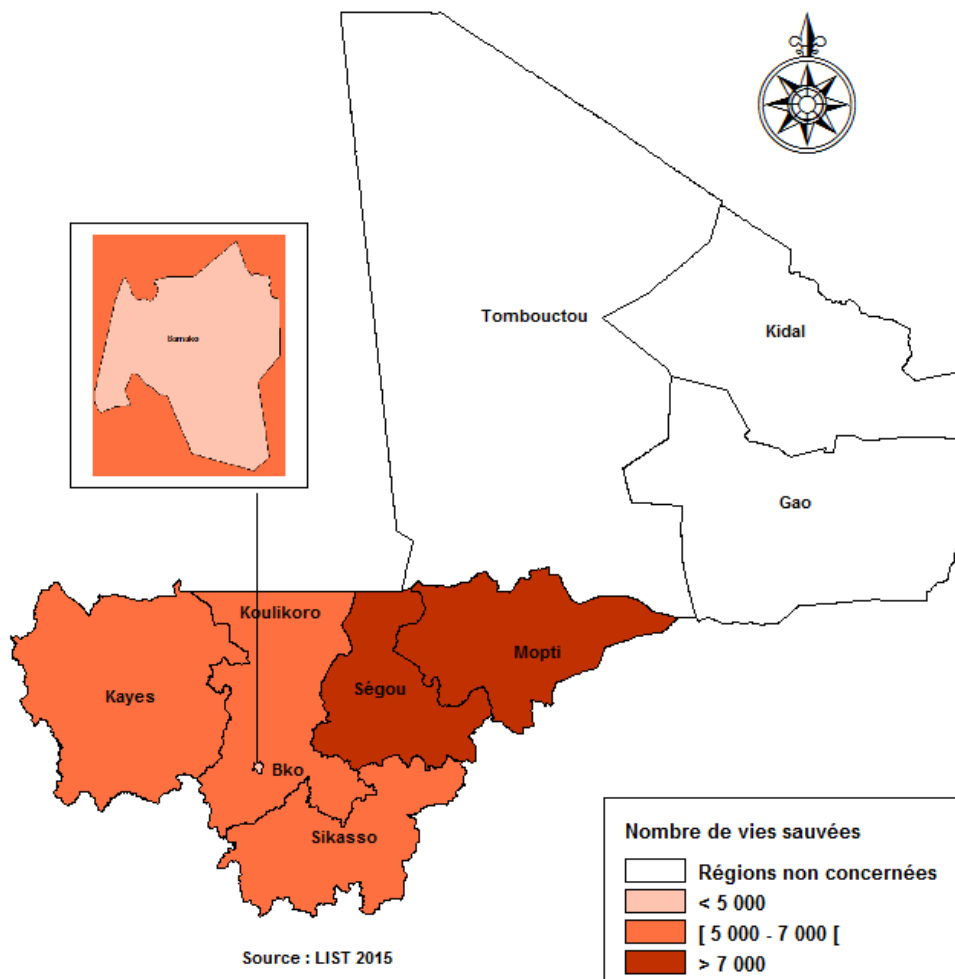 Tombouctou
Kidal
Bamako
Gao
Koulikoro
Mopti
Kayes
Ségou
Bko
Sikasso
Nombre de vies sauvées
Régions non concernées
< 5 000
[ 5 000 - 7 000 [
> 7 000
Source : LIST 2015